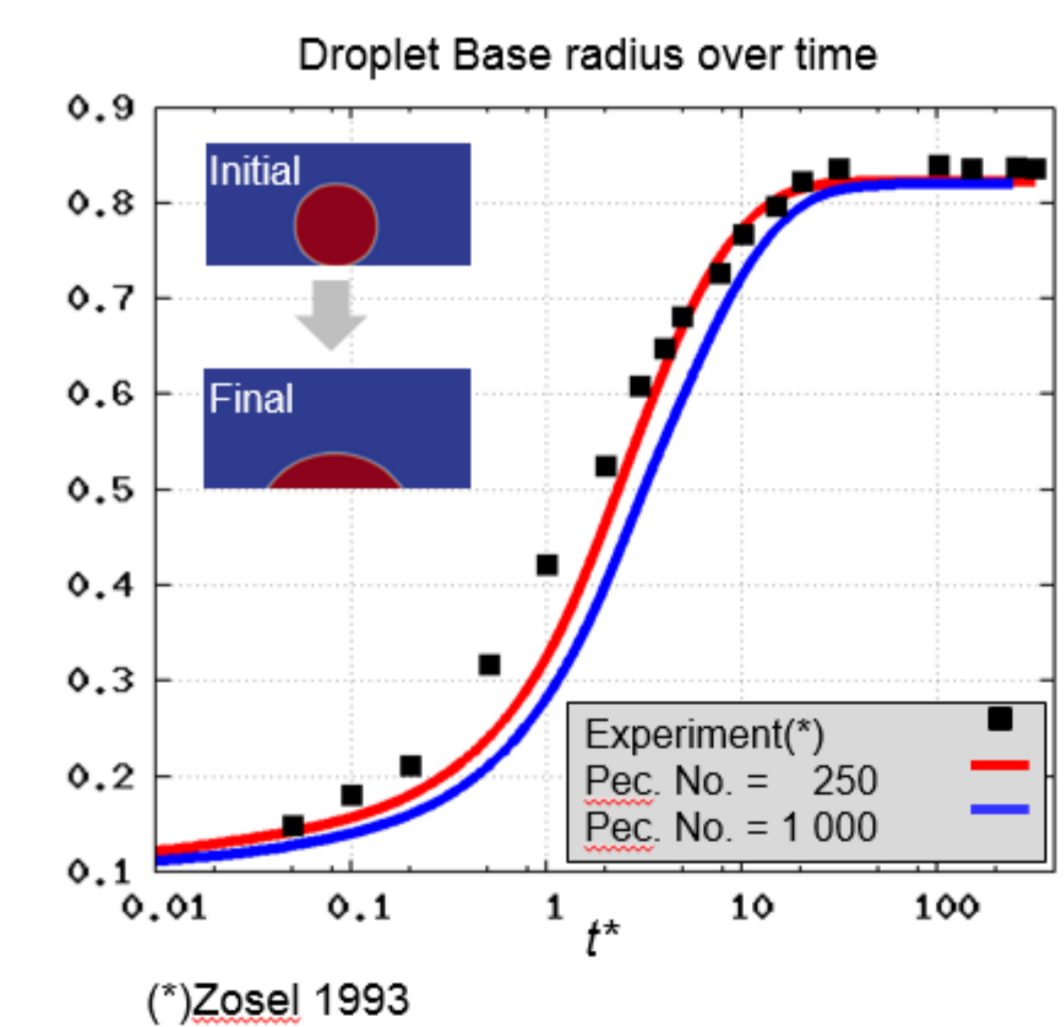 Droplet Base radius over time
0.9
Initial
0.8
0.7
0.6
Final
0.5
0.4
0.3
0.2
0.1
Experiment(*)
Pec. No. = 250
Pec. No. = 1 000
0.01 0.1 1 10 100
t*
(*)Zosel 1993